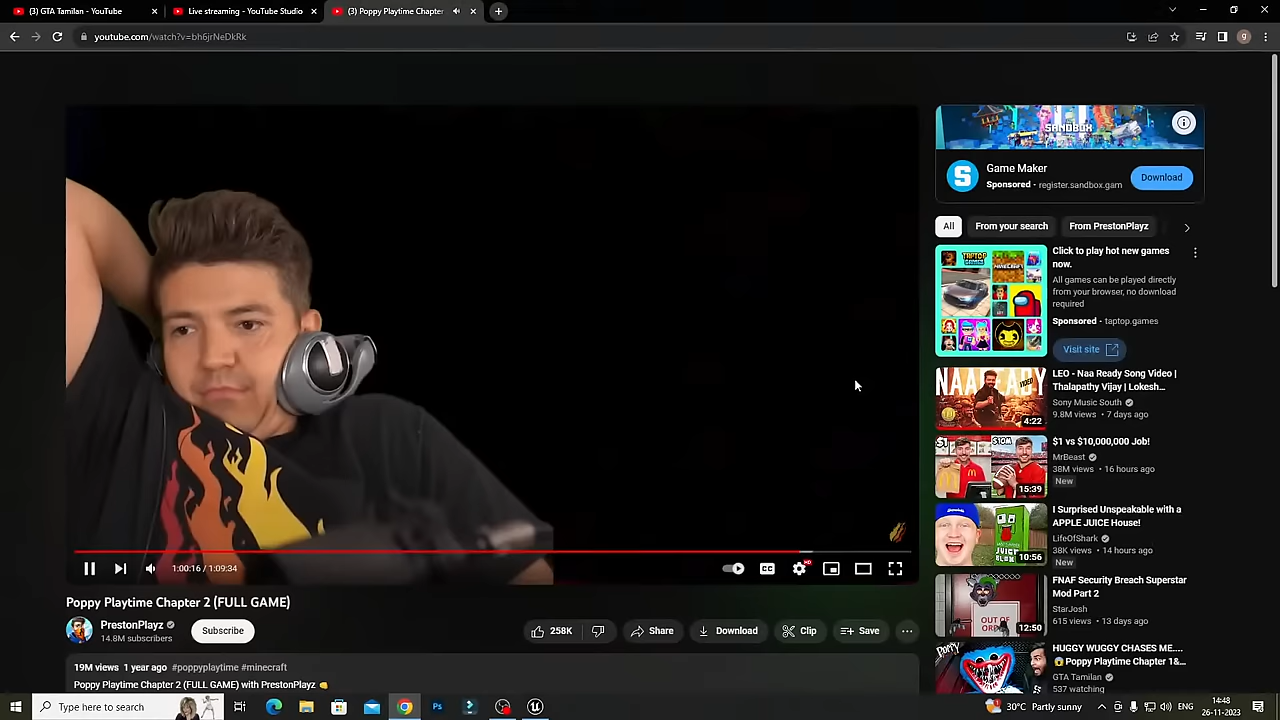 (3) GTA Tamilan - YouTube
Live streaming - YouTube Studio
(3) Poppy Playtime Chapter
youtube.com/watch?v=bh6jrNeDkRk
g
SANDBOX
S
Game Maker
Sponsored · register.sandbox.gam
Download
All
From your search
From PrestonPlayz
Click to play hot new games
now.
All games can be played directly
from your browser, no download
required
Sponsored · taptop.games
Visit site
LEO - Naa Ready Song Video |
Thalapathy Vijay | Lokesh...
Sony Music South
9.8M views · 7 days ago
4:22
$1 vs $10,000,000 Job!
MrBeast
38M views · 16 hours ago
New
15:39
I Surprised Unspeakable with a
APPLE JUICE House!
LifeOfShark
38K views · 14 hours ago
New
10:56
FNAF Security Breach Superstar
Mod Part 2
StarJosh
615 views · 13 days ago
12:50
HUGGY WUGGY CHASES ME....
😱Poppy Playtime Chapter 1&...
GTA Tamilan
537 watching
1:00:16 / 1:09:34
CC
HD
Poppy Playtime Chapter 2 (FULL GAME)
PrestonPlayz
14.8M subscribers
Subscribe
258K
Share
Download
Clip
Save
19M views 1 year ago #poppyplaytime #minecraft
Poppy Playtime Chapter 2 (FULL GAME) with PrestonPlayz
Type here to search
Ps
30°C Partly sunny
ENG
14:48
26-11-2023